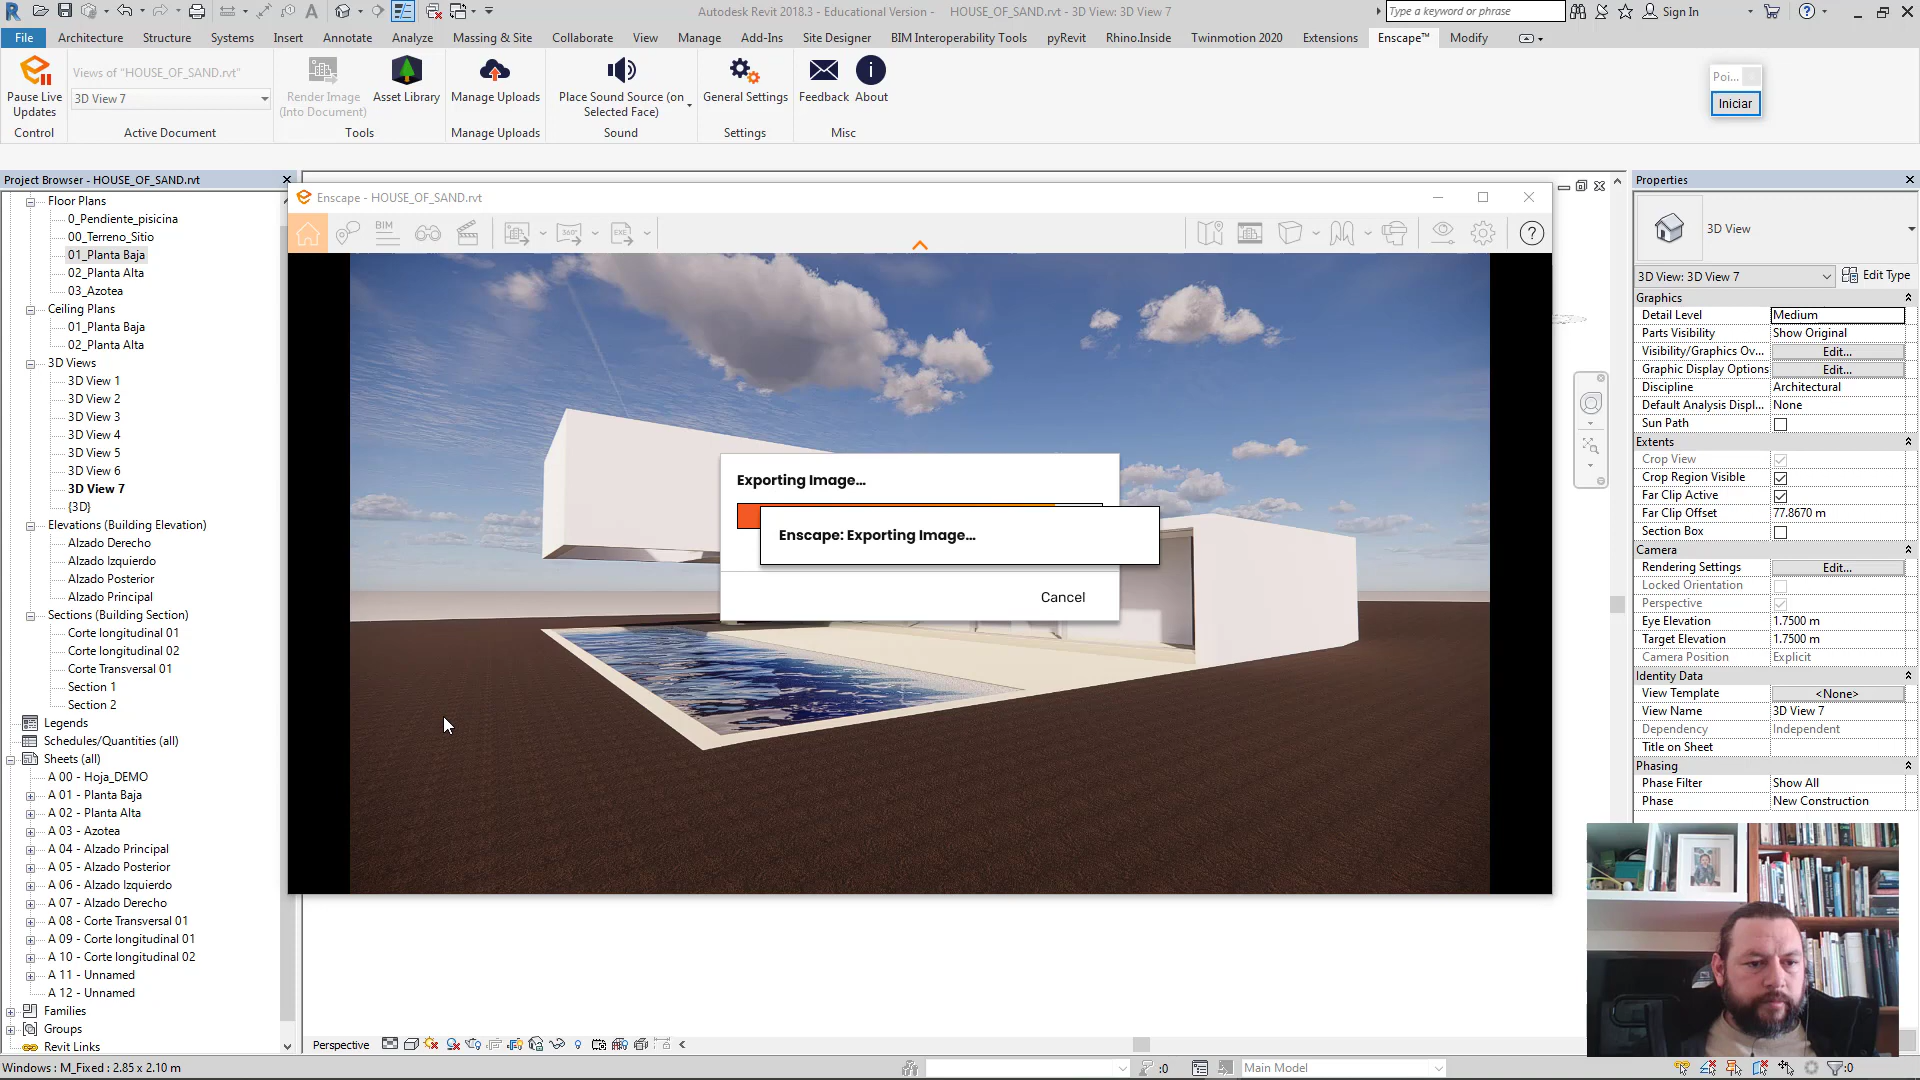 Autodesk Revit 2018.3 - Educational Version - HOUSE_OF_SAND.rvt - 3D View: 3D View 7
Type a keyword or phrase
Sign In
File Architecture Structure Systems Insert Annotate Analyze Massing & Site Collaborate View Manage Add-Ins Site Designer BIM Interoperability Tools pyRevit Rhino.Inside Twinmotion 2020 Extensions Enscape™ Modify
Pause Live
Updates
Control
Views of "HOUSE_OF_SAND.rvt"
3D View 7
Active Document
Render Image
(Into Document)
Asset Library
Tools
Manage Uploads
Manage Uploads
Place Sound Source (on
Selected Face)
Sound
General Settings
Settings
Feedback About
Misc
Poi...
Iniciar
Project Browser - HOUSE_OF_SAND.rvt
Floor Plans
0_Pendiente_pisicina
00_Terreno_Sitio
01_Planta Baja
02_Planta Alta
03_Azotea
Ceiling Plans
01_Planta Baja
02_Planta Alta
3D Views
3D View 1
3D View 2
3D View 3
3D View 4
3D View 5
3D View 6
3D View 7
{3D}
Elevations (Building Elevation)
Alzado Derecho
Alzado Izquierdo
Alzado Posterior
Alzado Principal
Sections (Building Section)
Corte longitudinal 01
Corte longitudinal 02
Corte Transversal 01
Section 1
Section 2
Legends
Schedules/Quantities (all)
Sheets (all)
A 00 - Hoja_DEMO
A 01 - Planta Baja
A 02 - Planta Alta
A 03 - Azotea
A 04 - Alzado Principal
A 05 - Alzado Posterior
A 06 - Alzado Izquierdo
A 07 - Alzado Derecho
A 08 - Corte Transversal 01
A 09 - Corte longitudinal 01
A 10 - Corte longitudinal 02
A 11 - Unnamed
A 12 - Unnamed
Families
Groups
Revit Links
Enscape - HOUSE_OF_SAND.rvt
BIM
360°
EXE
?
Exporting Image...
Enscape: Exporting Image...
Cancel
Properties
3D View
3D View: 3D View 7
Edit Type
Graphics
Detail Level Medium
Parts Visibility Show Original
Visibility/Graphics Ov... Edit...
Graphic Display Options Edit...
Discipline Architectural
Default Analysis Displ... None
Sun Path
Extents
Crop View
Crop Region Visible
Far Clip Active
Far Clip Offset 77.8670 m
Section Box
Camera
Rendering Settings Edit...
Locked Orientation
Perspective
Eye Elevation 1.7500 m
Target Elevation 1.7500 m
Camera Position Explicit
Identity Data
View Template <None>
View Name 3D View 7
Dependency Independent
Title on Sheet
Phasing
Phase Filter Show All
Phase New Construction
Perspective
Windows : M_Fixed : 2.85 x 2.10 m
:0
Main Model
:0